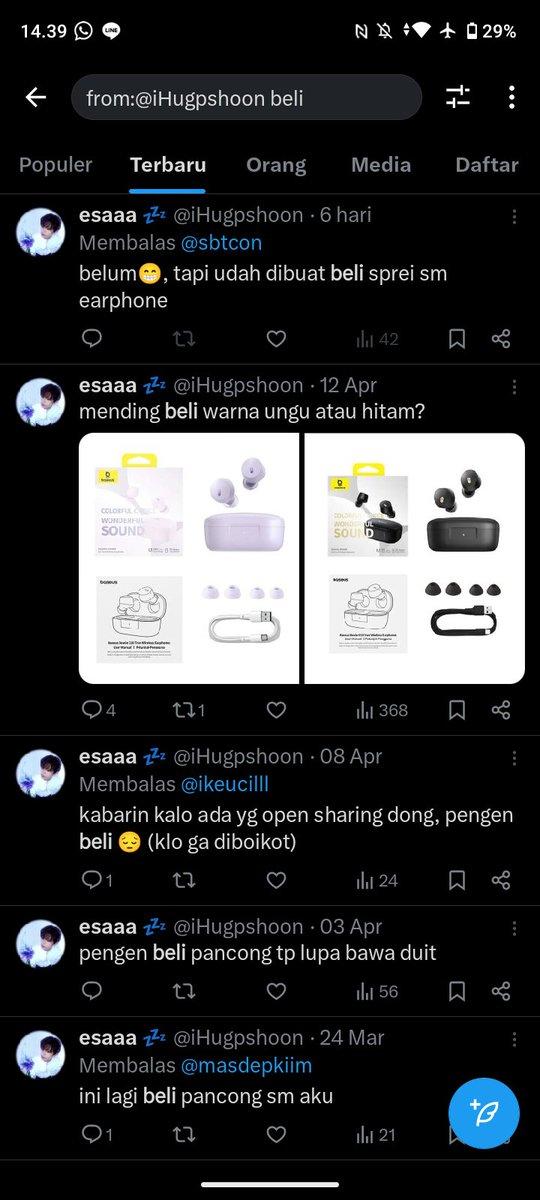 14.39
LINE
29%
from:@iHugpshoon beli
Populer Terbaru Orang Media Daftar
esaaa 💤 @iHugpshoon · 6 hari
Membalas @sbtcon
belum😁, tapi udah dibuat beli sprei sm
earphone
42
esaaa 💤 @iHugpshoon · 12 Apr
mending beli warna ungu atau hitam?
COLORFUL
WONDERFUL
SOUND
baseus
COLORFUL
WONDERFUL
SOUND
baseus
4 1 368
esaaa 💤 @iHugpshoon · 08 Apr
Membalas @ikeucilll
kabarin kalo ada yg open sharing dong, pengen
beli 😔 (klo ga diboikot)
1 24
esaaa 💤 @iHugpshoon · 03 Apr
pengen beli pancong tp lupa bawa duit
56
esaaa 💤 @iHugpshoon · 24 Mar
Membalas @masdepkiim
ini lagi beli pancong sm aku
1 21